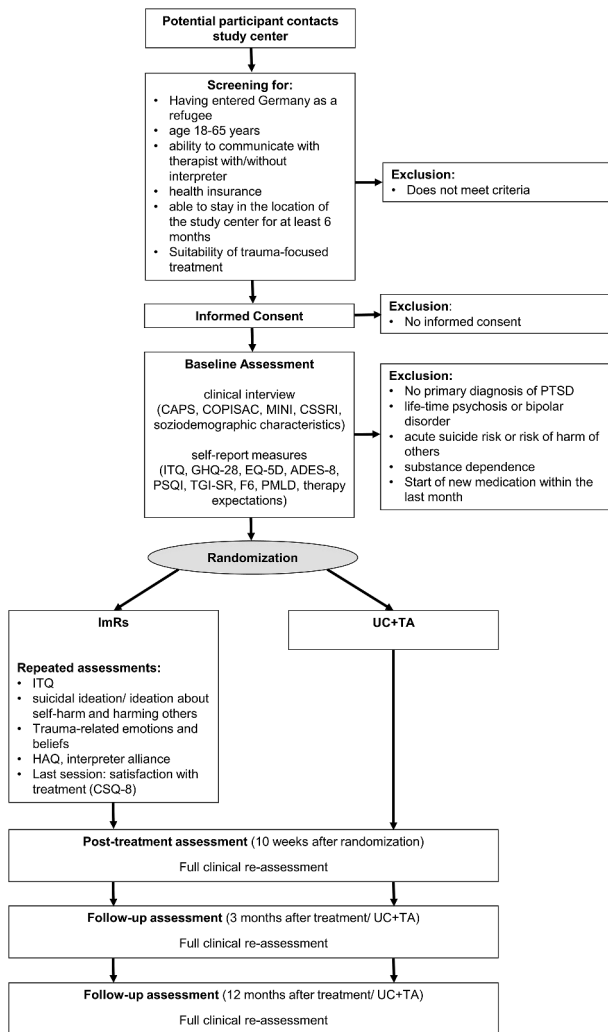 Potential participant contacts
study center
Screening for:
• Having entered Germany as a
refugee
• age 18-65 years
• ability to communicate with
therapist with/without
interpreter
• health insurance
• able to stay in the location of
the study center for at least 6
months
• Suitability of trauma-focused
treatment
Exclusion:
• Does not meet criteria
Informed Consent
Exclusion:
• No informed consent
Baseline Assessment
clinical interview
(CAPS, COPISAC, MINI, CSSRI,
soziodemographic characteristics)
self-report measures
(ITQ, GHQ-28, EQ-5D, ADES-8,
PSQI, TGI-SR, F6, PMLD, therapy
expectations)
Exclusion:
• No primary diagnosis of PTSD
• life-time psychosis or bipolar
disorder
• acute suicide risk or risk of harm of
others
• substance dependence
• Start of new medication within the
last month
Randomization
ImRs
Repeated assessments:
• ITQ
• suicidal ideation/ ideation about
self-harm and harming others
• Trauma-related emotions and
beliefs
• HAQ, interpreter alliance
• Last session: satisfaction with
treatment (CSQ-8)
UC+TA
Post-treatment assessment (10 weeks after randomization)
Full clinical re-assessment
Follow-up assessment (3 months after treatment/ UC+TA)
Full clinical re-assessment
Follow-up assessment (12 months after treatment/ UC+TA)
Full clinical re-assessment